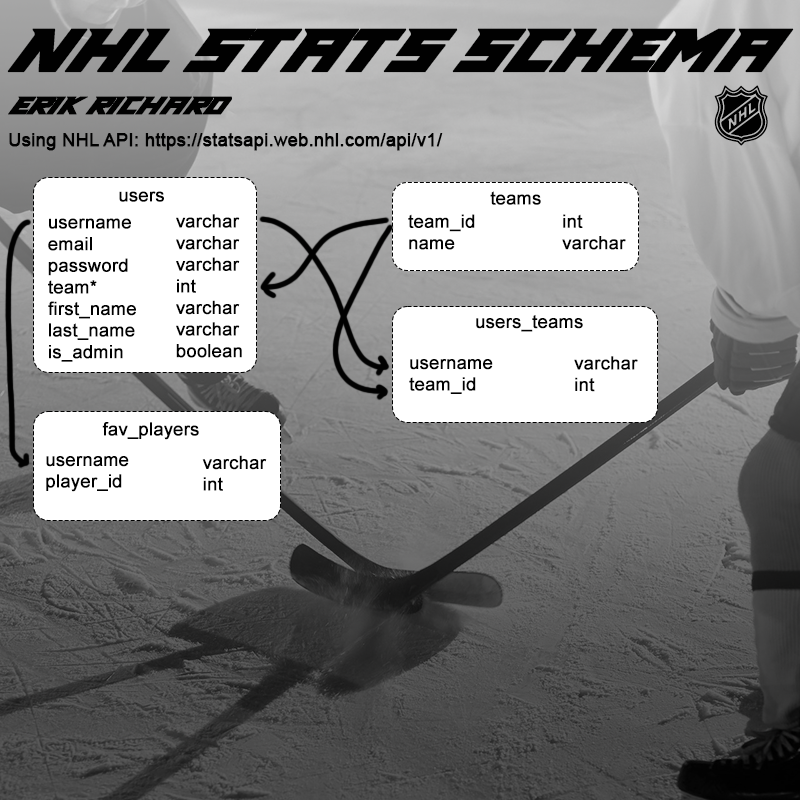 NHL STATS SCHEMA
ERIK RICHARD
NHL
Using NHL API: https://statsapi.web.nhl.com/api/v1/
users
username varchar
email varchar
password varchar
team* int
first_name varchar
last_name varchar
is_admin boolean
teams
team_id int
name varchar
users_teams
username varchar
team_id int
fav_players
username varchar
player_id int